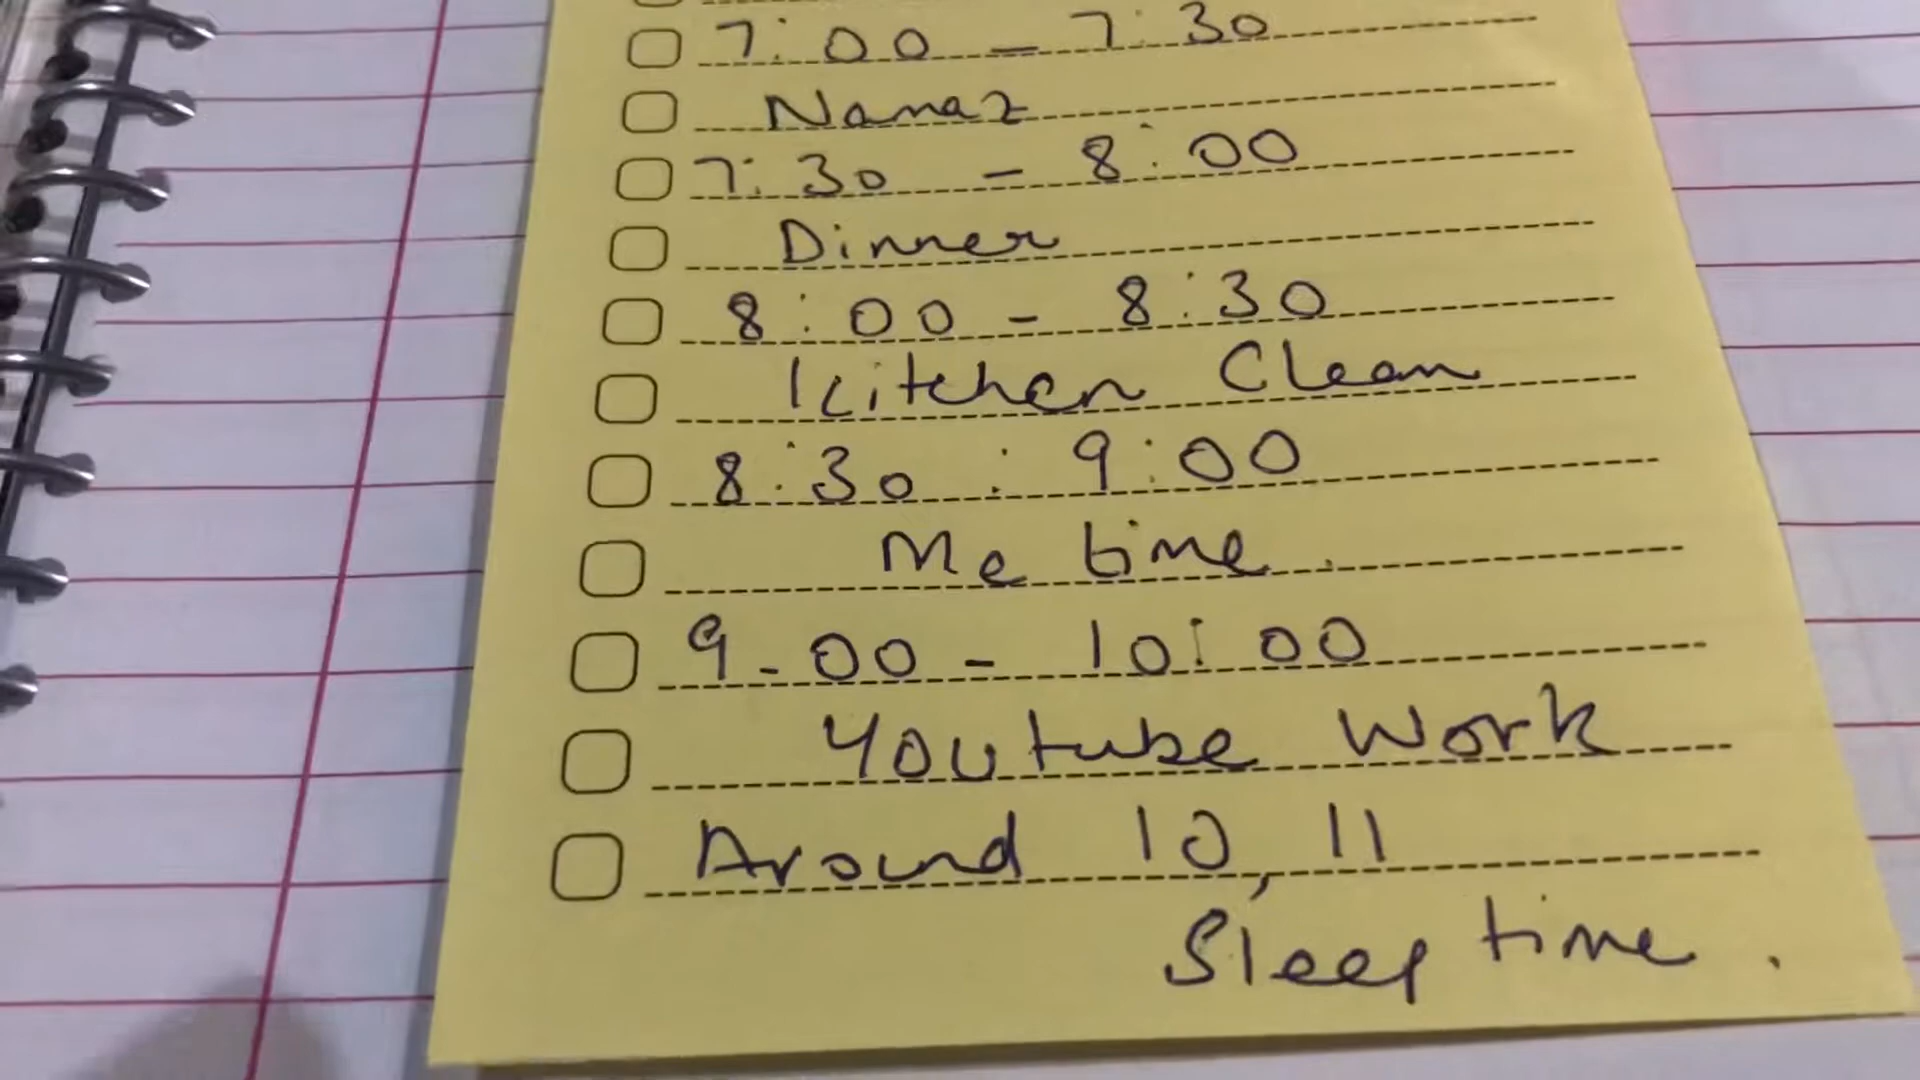 7:00 - 7:30
Namaz
7:30 - 8:00
Dinner
8:00 - 8:30
Kitchen Clean
8:30 : 9:00
Me time.
9-00 - 10:00
Youtube Work
Around 10, 11
Sleep time.